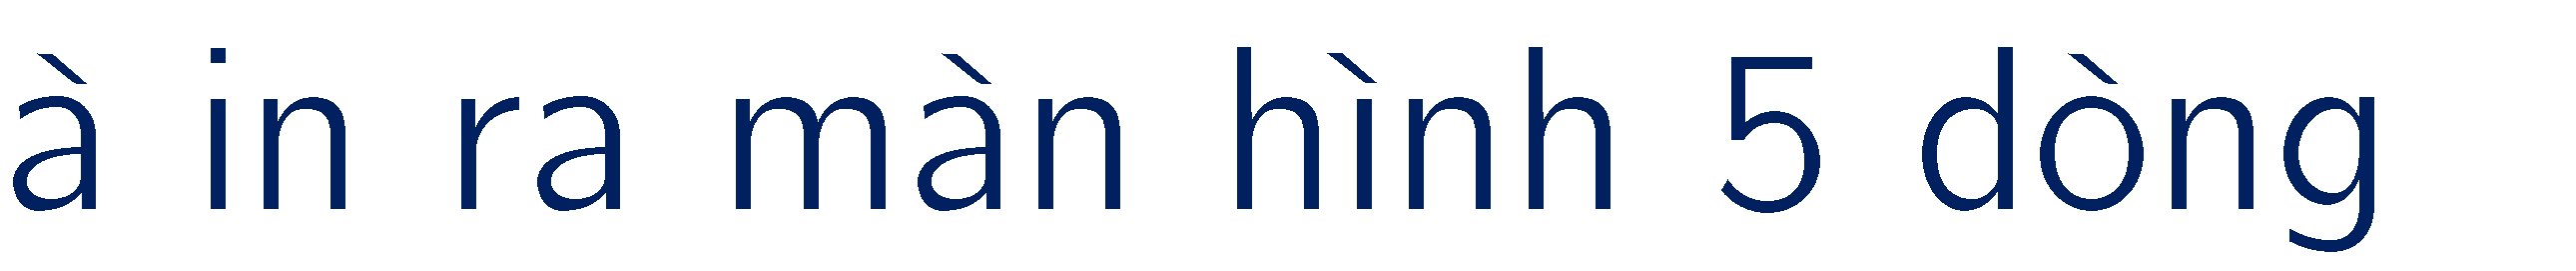 à in ra màn hình 5 dòng